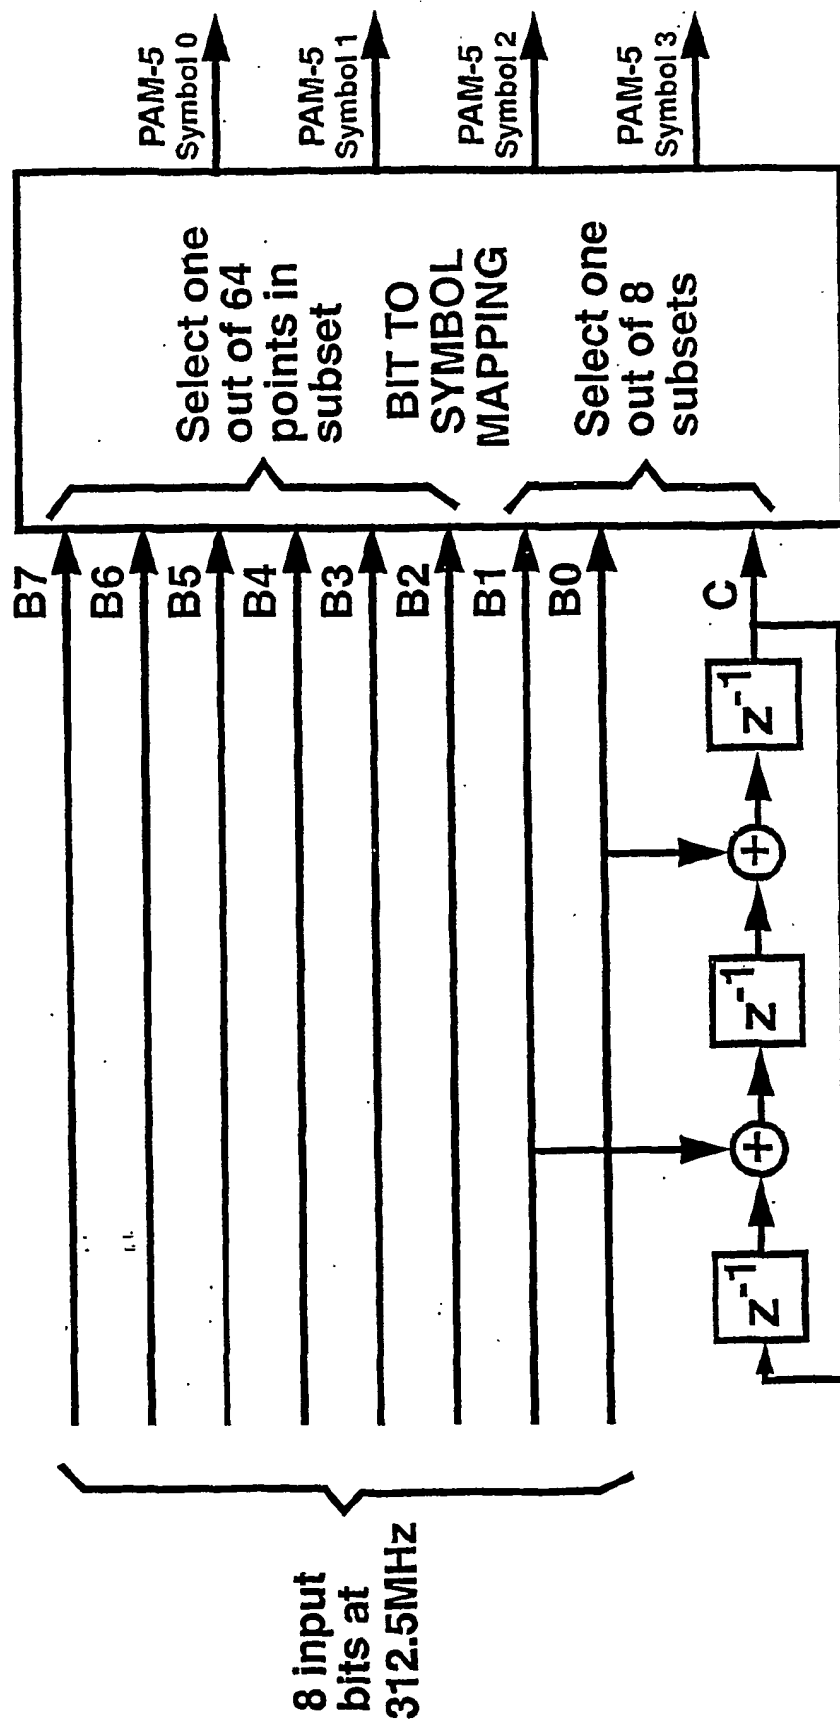 8 input
bits at
312.5MHz
B7
B6
B5
B4
B3
B2
B1
B0
C
z⁻¹
+
z⁻¹
+
z⁻¹
Select one
out of 64
points in
subset
BIT TO
SYMBOL
MAPPING
Select one
out of 8
subsets
PAM-5
Symbol 0
PAM-5
Symbol 1
PAM-5
Symbol 2
PAM-5
Symbol 3